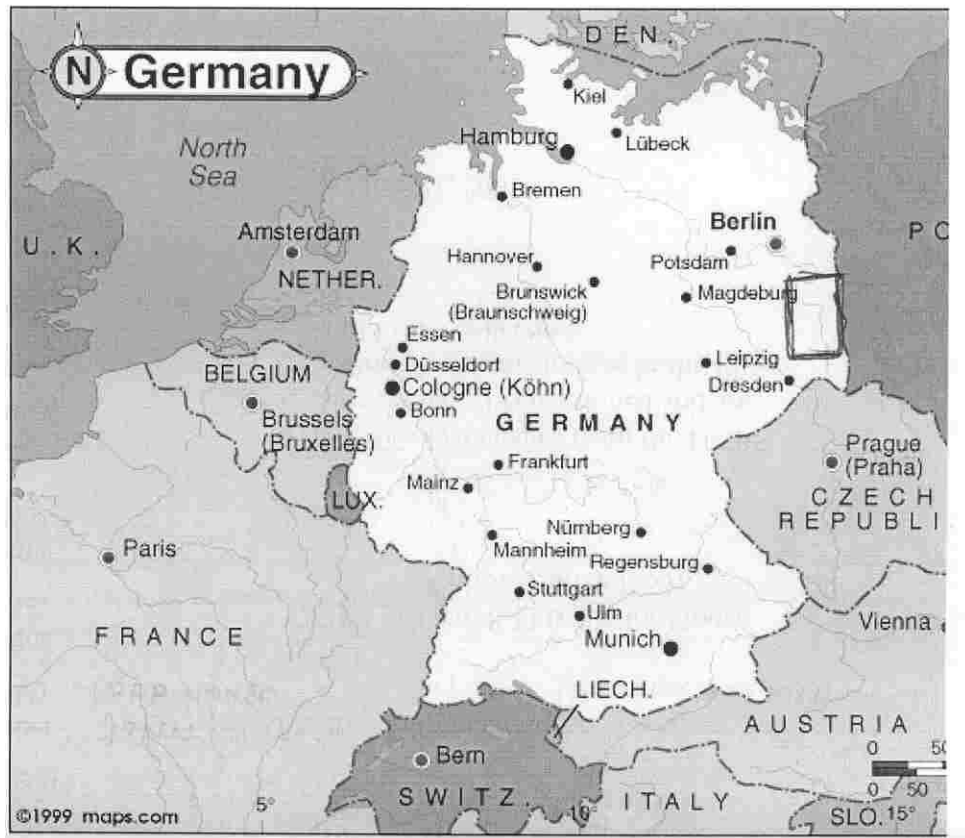 DEN.
N Germany
Kiel
Hamburg
Lübeck
North
Sea
Bremen
Berlin
U.K.
Amsterdam
PO
Hannover
Potsdam
NETHER.
Brunswick
(Braunschweig)
Magdeburg
Essen
Düsseldorf
Leipzig
BELGIUM
Cologne (Köhn)
Dresden
Brussels
(Bruxelles)
Bonn
GERMANY
Prague
(Praha)
Frankfurt
Mainz
LUX.
CZECH
REPUBLI
Nürnberg
Paris
Mannheim
Regensburg
Stuttgart
Ulm
Vienna
FRANCE
Munich
LIECH.
AUSTRIA
Bern
0 50
0 50
SWITZ.
ITALY
©1999 maps.com
5°
10
SLO. 15°